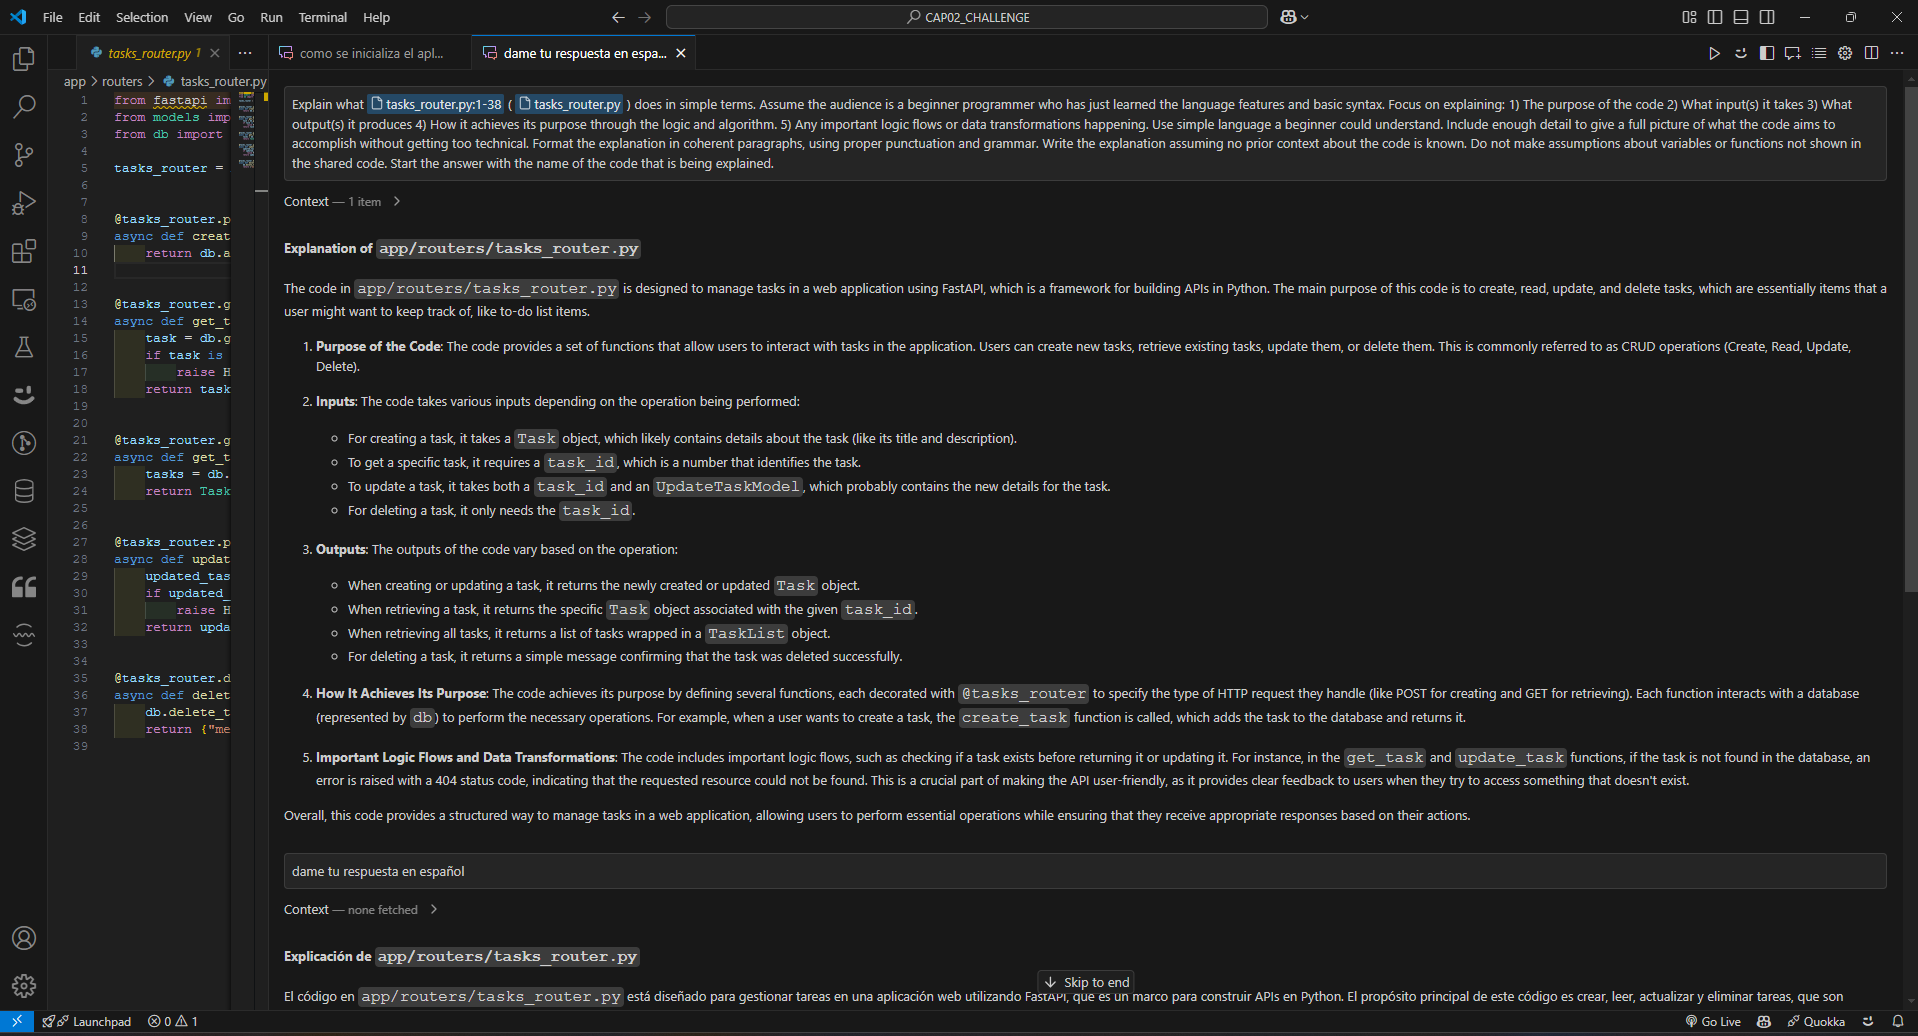 File Edit Selection View Go Run Terminal Help
CAP02_CHALLENGE
tasks_router.py 1
como se inicializa el apl...
dame tu respuesta en espa...
app > routers > tasks_router.py
1 from fastapi im
2 from models imp
3 from db import
4
5 tasks_router =
6
7
8 @tasks_router.p
9 async def creat
10 return db.a
11
12
13 @tasks_router.g
14 async def get_t
15 task = db.g
16 if task is
17 raise H
18 return task
19
20
21 @tasks_router.g
22 async def get_t
23 tasks = db.
24 return Task
25
26
27 @tasks_router.p
28 async def updat
29 updated_tas
30 if updated_
31 raise H
32 return upda
33
34
35 @tasks_router.d
36 async def delet
37 db.delete_t
38 return {"me
39
Explain what tasks_router.py:1-38 ( tasks_router.py ) does in simple terms. Assume the audience is a beginner programmer who has just learned the language features and basic syntax. Focus on explaining: 1) The purpose of the code 2) What input(s) it takes 3) What
output(s) it produces 4) How it achieves its purpose through the logic and algorithm. 5) Any important logic flows or data transformations happening. Use simple language a beginner could understand. Include enough detail to give a full picture of what the code aims to
accomplish without getting too technical. Format the explanation in coherent paragraphs, using proper punctuation and grammar. Write the explanation assuming no prior context about the code is known. Do not make assumptions about variables or functions not shown in
the shared code. Start the answer with the name of the code that is being explained.
Context — 1 item >
Explanation of app/routers/tasks_router.py
The code in app/routers/tasks_router.py is designed to manage tasks in a web application using FastAPI, which is a framework for building APIs in Python. The main purpose of this code is to create, read, update, and delete tasks, which are essentially items that a
user might want to keep track of, like to-do list items.
1. Purpose of the Code: The code provides a set of functions that allow users to interact with tasks in the application. Users can create new tasks, retrieve existing tasks, update them, or delete them. This is commonly referred to as CRUD operations (Create, Read, Update,
Delete).
2. Inputs: The code takes various inputs depending on the operation being performed:
For creating a task, it takes a Task object, which likely contains details about the task (like its title and description).
To get a specific task, it requires a task_id, which is a number that identifies the task.
To update a task, it takes both a task_id and an UpdateTaskModel, which probably contains the new details for the task.
For deleting a task, it only needs the task_id.
3. Outputs: The outputs of the code vary based on the operation:
When creating or updating a task, it returns the newly created or updated Task object.
When retrieving a task, it returns the specific Task object associated with the given task_id.
When retrieving all tasks, it returns a list of tasks wrapped in a TaskList object.
For deleting a task, it returns a simple message confirming that the task was deleted successfully.
4. How It Achieves Its Purpose: The code achieves its purpose by defining several functions, each decorated with @tasks_router to specify the type of HTTP request they handle (like POST for creating and GET for retrieving). Each function interacts with a database
(represented by db) to perform the necessary operations. For example, when a user wants to create a task, the create_task function is called, which adds the task to the database and returns it.
5. Important Logic Flows and Data Transformations: The code includes important logic flows, such as checking if a task exists before returning it or updating it. For instance, in the get_task and update_task functions, if the task is not found in the database, an
error is raised with a 404 status code, indicating that the requested resource could not be found. This is a crucial part of making the API user-friendly, as it provides clear feedback to users when they try to access something that doesn't exist.
Overall, this code provides a structured way to manage tasks in a web application, allowing users to perform essential operations while ensuring that they receive appropriate responses based on their actions.
dame tu respuesta en español
Context — none fetched >
Explicación de app/routers/tasks_router.py
Skip to end
El código en app/routers/tasks_router.py está diseñado para gestionar tareas en una aplicación web utilizando FastAPI, que es un marco para construir APIs en Python. El propósito principal de este código es crear, leer, actualizar y eliminar tareas, que son
Launchpad 0 1 Go Live Quokka